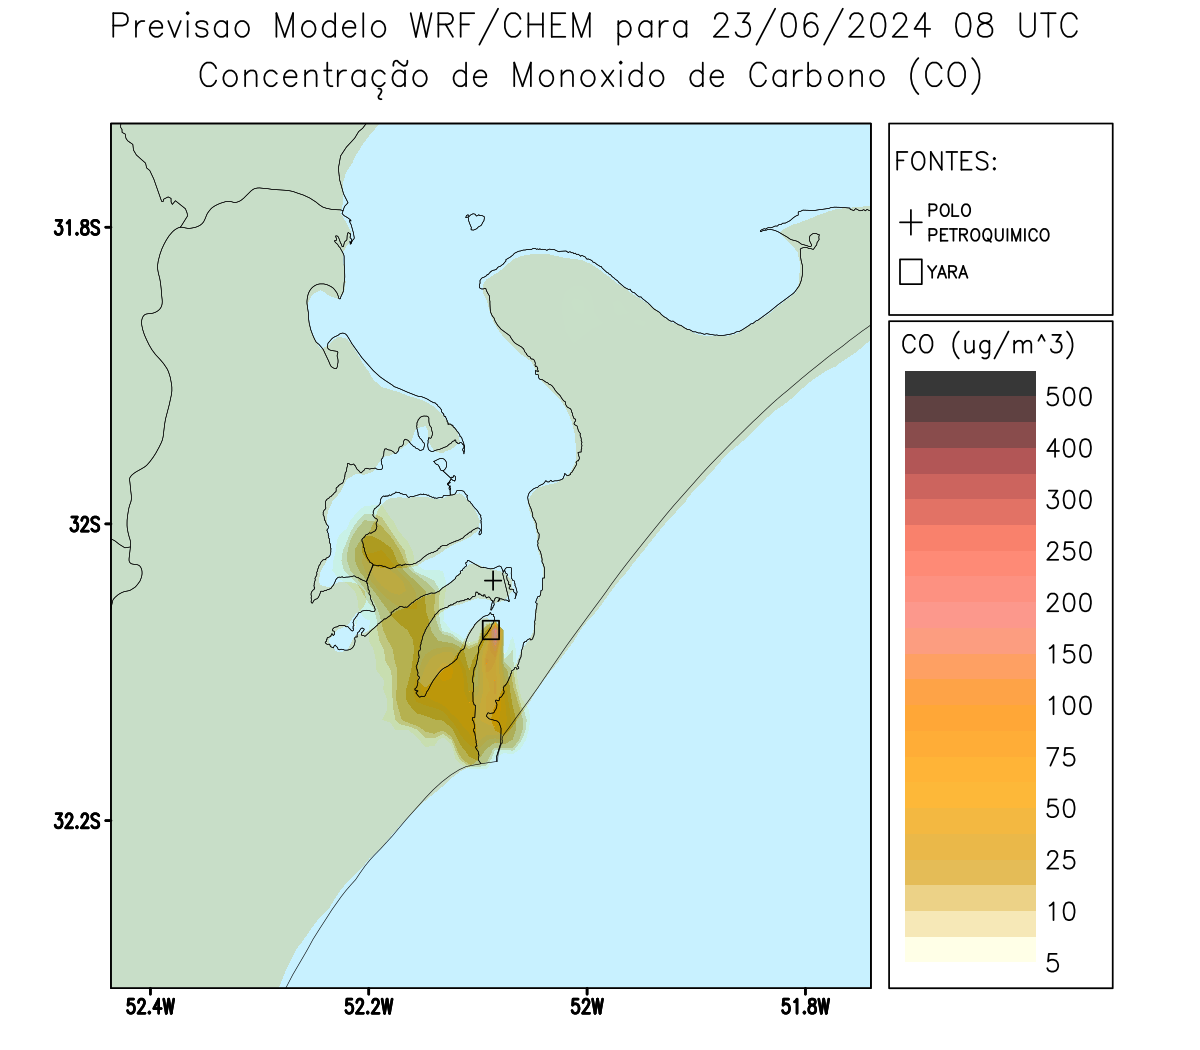 Previsao Modelo WRF/CHEM para 23/06/2024 08 UTC
Concentração de Monoxido de Carbono (CO)
FONTES:
POLO
PETROQUIMICO
YARA
CO (ug/m^3)
500
400
300
250
200
150
100
75
50
25
10
5
31.8S
32S
32.2S
52.4W
52.2W
52W
51.8W